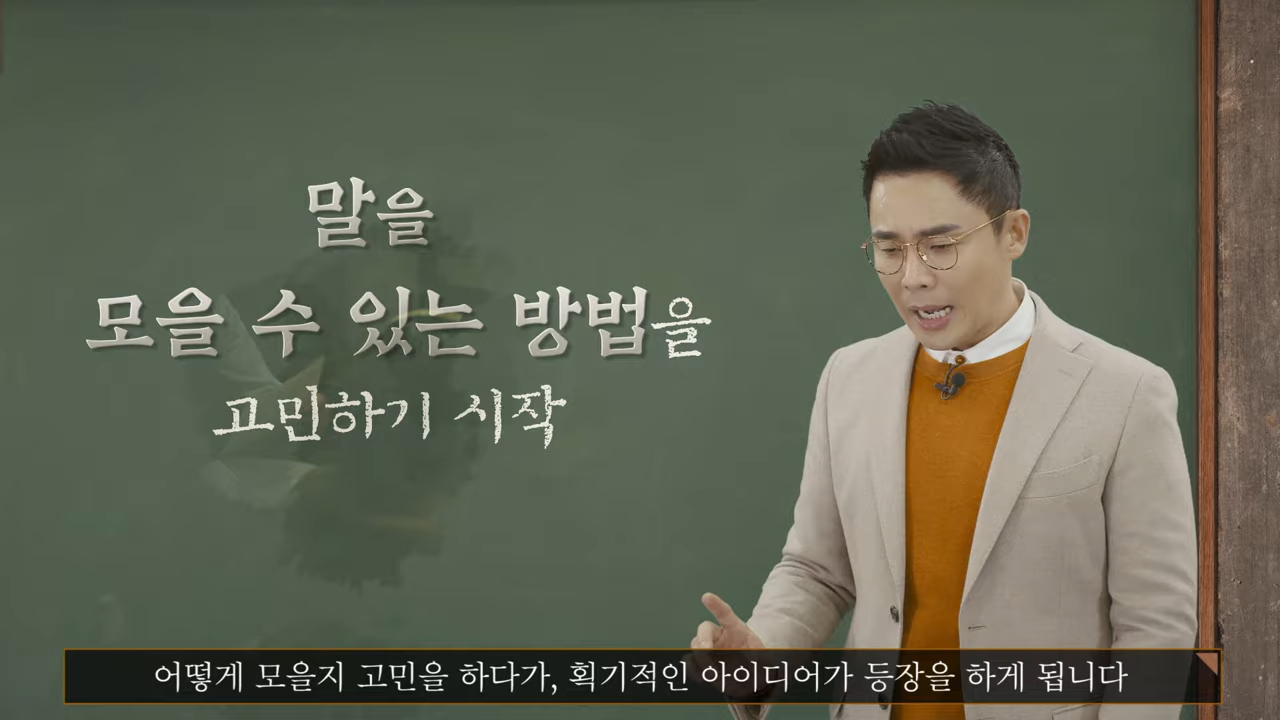 말을
모을 수 있는 방법을
고민하기 시작
어떻게 모을지 고민을 하다가, 획기적인 아이디어가 등장을 하게 됩니다